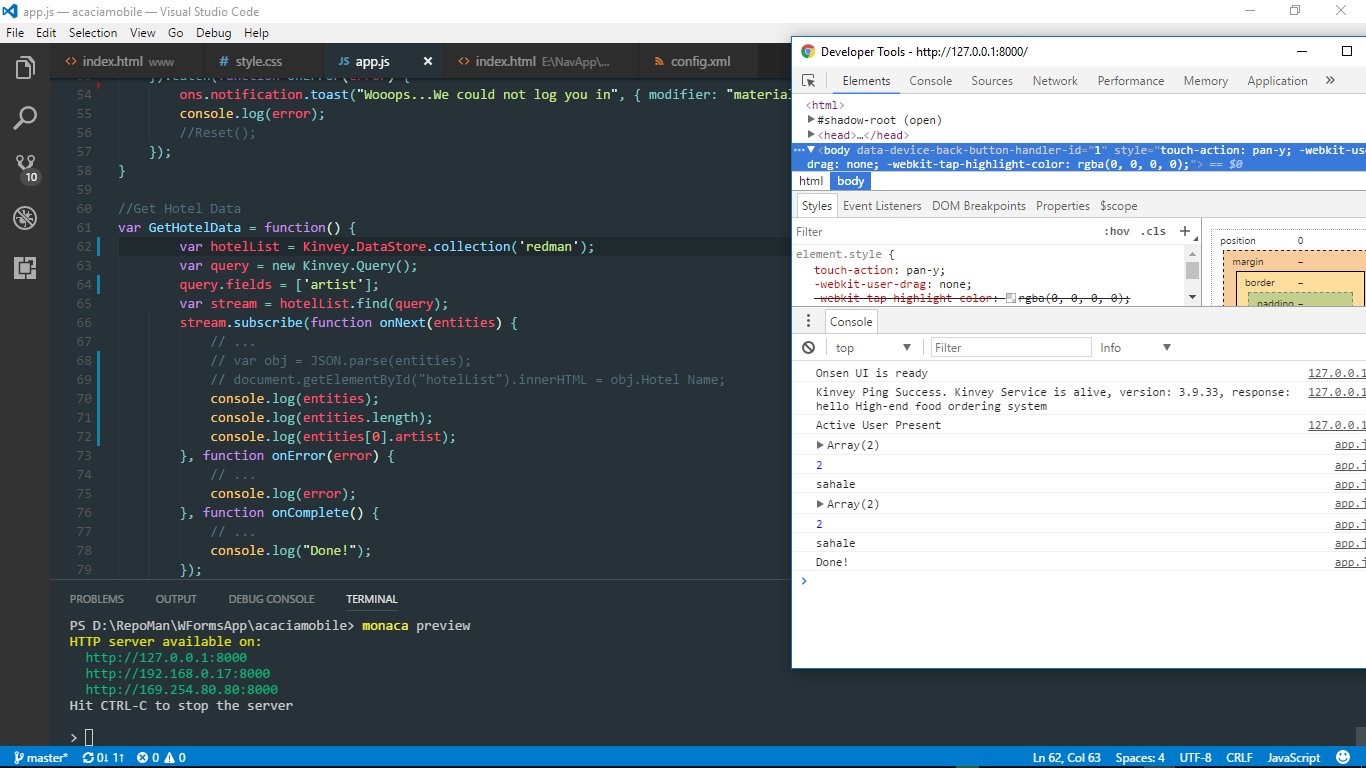 app.js — acaciamobile — Visual Studio Code
File Edit Selection View Go Debug Help
index.html www style.css app.js index.html E:\NavApp\... config.xml
54 ons.notification.toast("Wooops...We could not log you in", { modifier: "material
55 console.log(error);
56 //Reset();
57 });
58 }
59
60 //Get Hotel Data
61 var GetHotelData = function() {
62 var hotelList = Kinvey.DataStore.collection('redman');
63 var query = new Kinvey.Query();
64 query.fields = ['artist'];
65 var stream = hotelList.find(query);
66 stream.subscribe(function onNext(entities) {
67 // ...
68 // var obj = JSON.parse(entities);
69 // document.getElementById("hotelList").innerHTML = obj.Hotel Name;
70 console.log(entities);
71 console.log(entities.length);
72 console.log(entities[0].artist);
73 }, function onError(error) {
74 // ...
75 console.log(error);
76 }, function onComplete() {
77 // ...
78 console.log("Done!");
79 });
10
PROBLEMS OUTPUT DEBUG CONSOLE TERMINAL
PS D:\RepoMan\WFormsApp\acaciamobile> monaca preview
HTTP server available on:
http://127.0.0.1:8000
http://192.168.0.17:8000
http://169.254.80.80:8000
Hit CTRL-C to stop the server
>
master* 0↓ 1↑ 0 0 Ln 62, Col 63 Spaces: 4 UTF-8 CRLF JavaScript
Developer Tools - http://127.0.0.1:8000/
Elements Console Sources Network Performance Memory Application »
<html>
#shadow-root (open)
<head>…</head>
<body data-device-back-button-handler-id="1" style="touch-action: pan-y; -webkit-use
drag: none; -webkit-tap-highlight-color: rgba(0, 0, 0, 0);"> == $0
html body
Styles Event Listeners DOM Breakpoints Properties $scope
Filter :hov .cls +
element.style {
touch-action: pan-y;
-webkit-user-drag: none;
-webkit-tap-highlight-color: rgba(0, 0, 0, 0);
position 0
margin –
border –
padding –
Console
top Filter Info
Onsen UI is ready 127.0.0.1
Kinvey Ping Success. Kinvey Service is alive, version: 3.9.33, response: 127.0.0.1
hello High-end food ordering system
Active User Present 127.0.0.1
Array(2) app.j
2 app.j
sahale app.j
Array(2) app.j
2 app.j
sahale app.j
Done! app.j
>